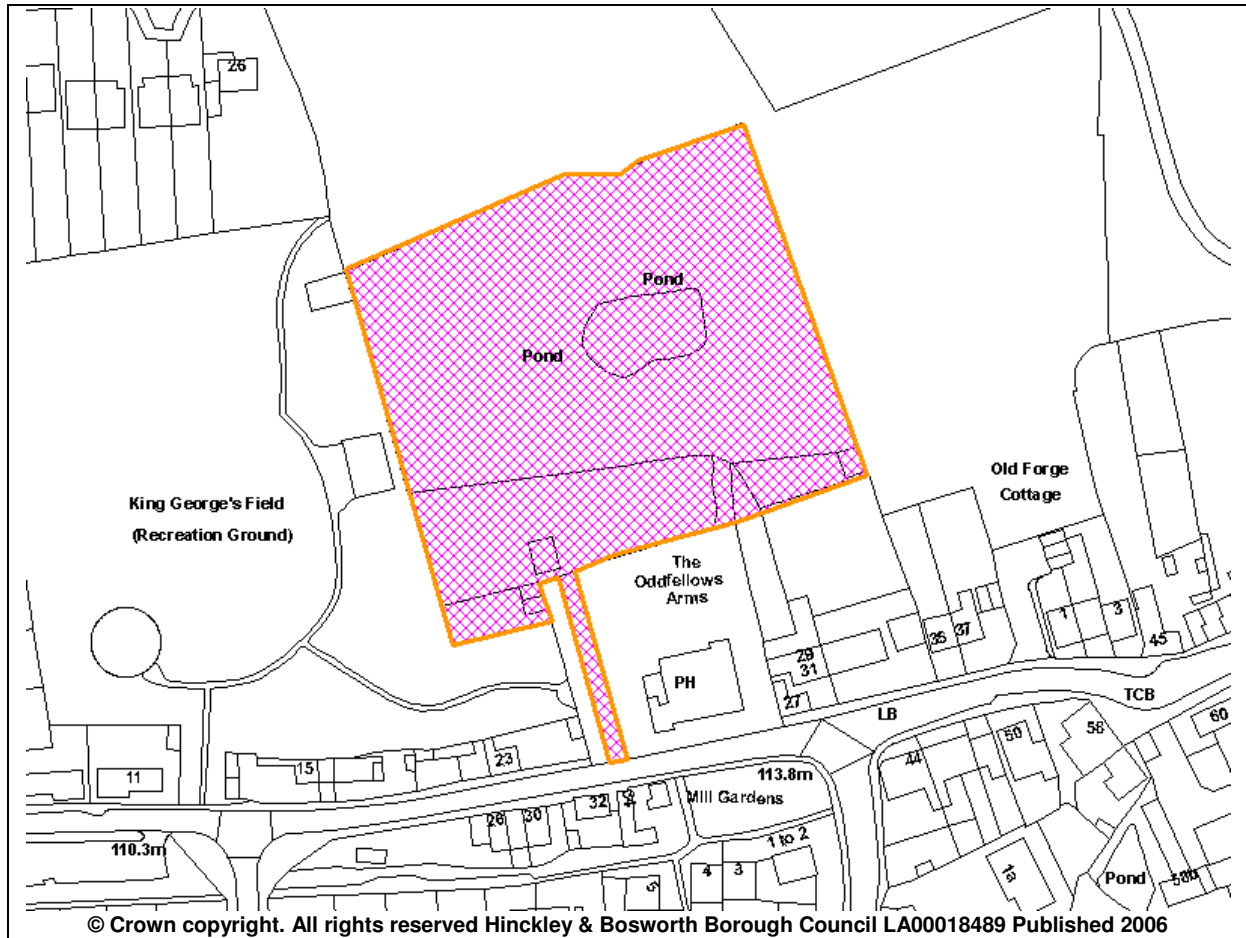 26
Pond
Pond
Old Forge
Cottage
King George's Field
(Recreation Ground)
The
Oddfellows
Arms
PH
29
31
27
35
37
1
3
45
TCB
LB
11
15
23
113.8m
Mill Gardens
110.3m
26
30
32
44
50
58
60
1 to 2
4
3
5
1a
Pond
58b
© Crown copyright. All rights reserved Hinckley & Bosworth Borough Council LA00018489 Published 2006